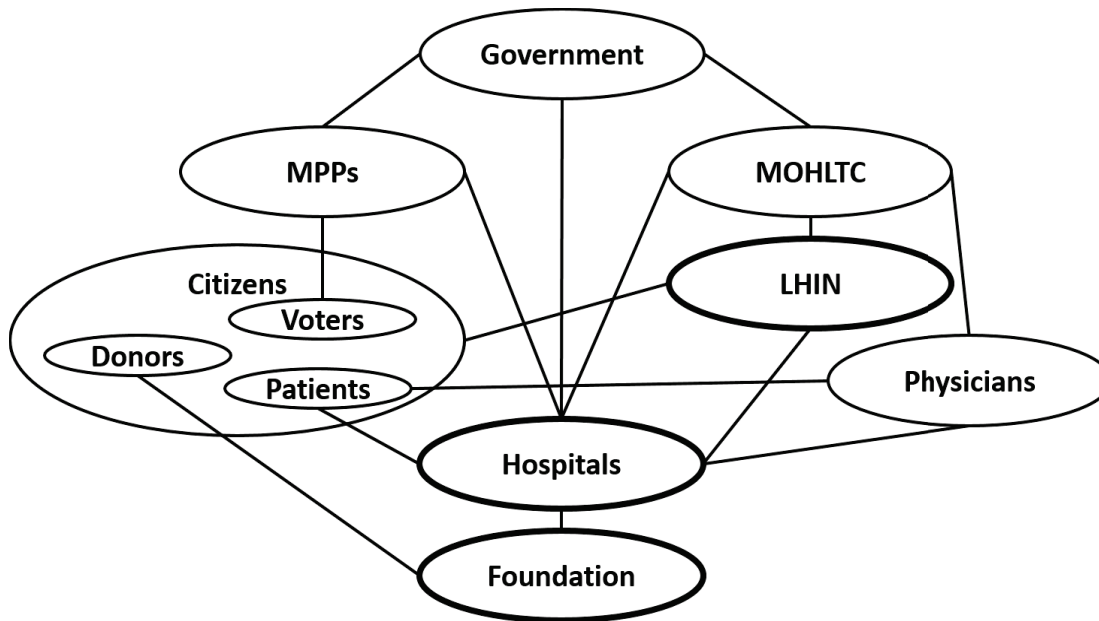 Government
MPPs
MOHLTC
Citizens
LHIN
Voters
Donors
Patients
Physicians
Hospitals
Foundation